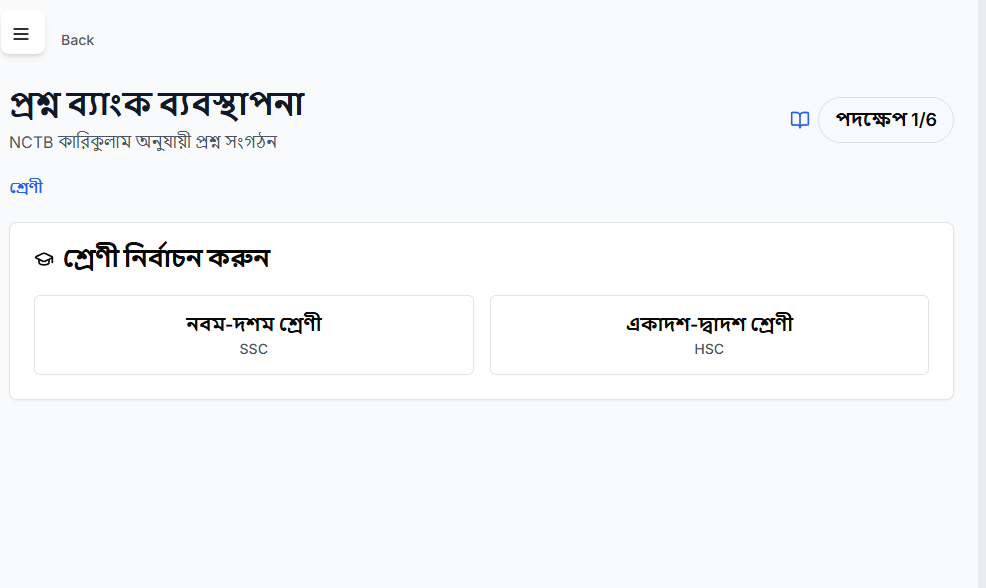 Back
প্রশ্ন ব্যাংক ব্যবস্থাপনা
NCTB কারিকুলাম অনুযায়ী প্রশ্ন সংগঠন
পদক্ষেপ 1/6
শ্রেণী
শ্রেণী নির্বাচন করুন
নবম-দশম শ্রেণী
SSC
একাদশ-দ্বাদশ শ্রেণী
HSC